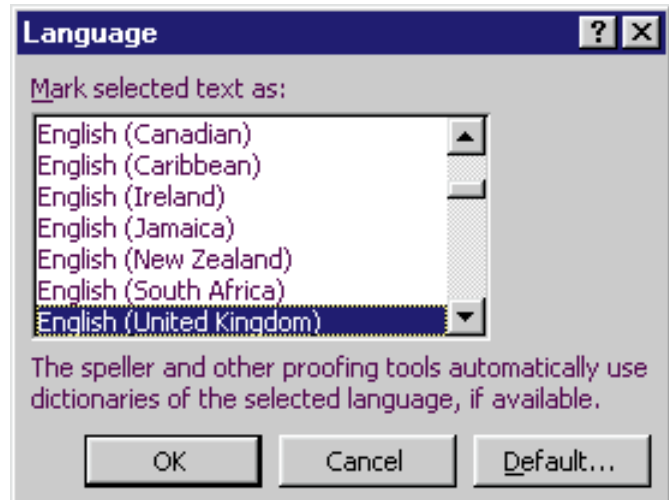 Language
Mark selected text as:
English (Canadian)
English (Caribbean)
English (Ireland)
English (Jamaica)
English (New Zealand)
English (South Africa)
English (United Kingdom)
The speller and other proofing tools automatically use
dictionaries of the selected language, if available.
OK Cancel Default...